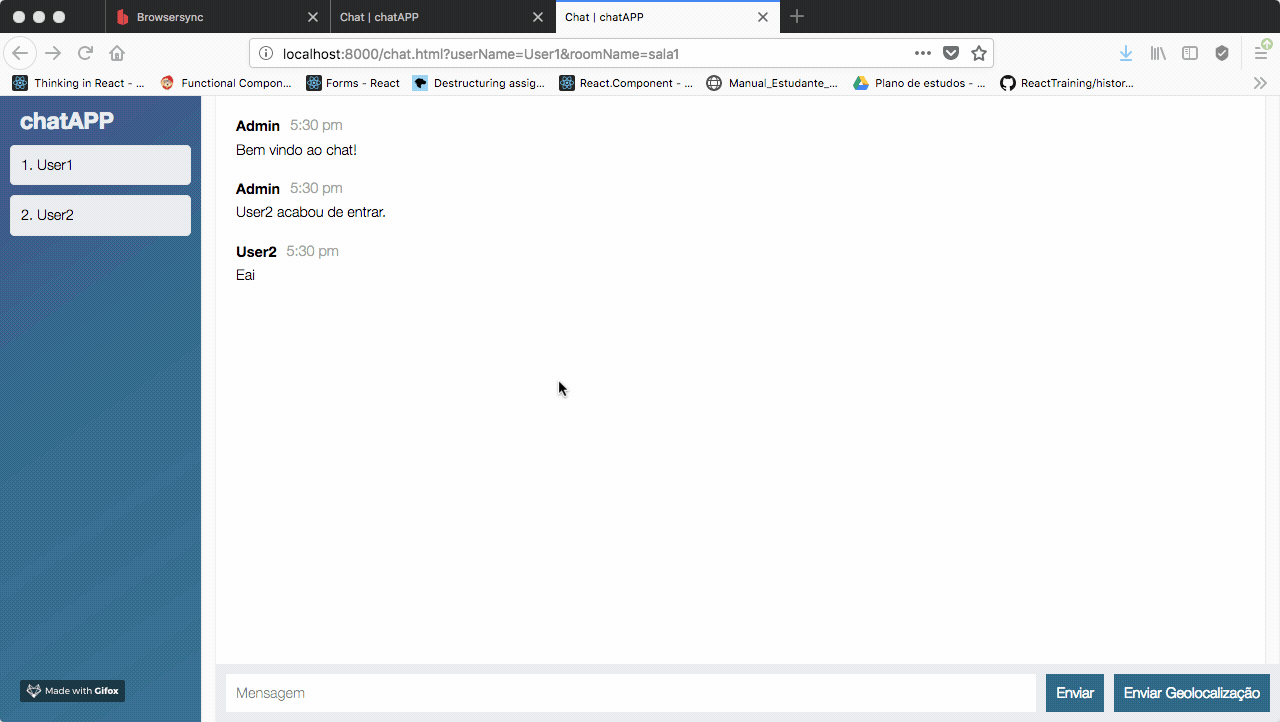 Browsersync
Chat | chatAPP
Chat | chatAPP
localhost:8000/chat.html?userName=User1&roomName=sala1
Thinking in React - ...
Functional Compon...
Forms - React
Destructuring assig...
React.Component - ...
Manual_Estudante_...
Plano de estudos - ...
ReactTraining/histor...
chatAPP
1. User1
2. User2
Admin 5:30 pm
Bem vindo ao chat!
Admin 5:30 pm
User2 acabou de entrar.
User2 5:30 pm
Eai
Made with Gifox
Mensagem
Enviar
Enviar Geolocalização